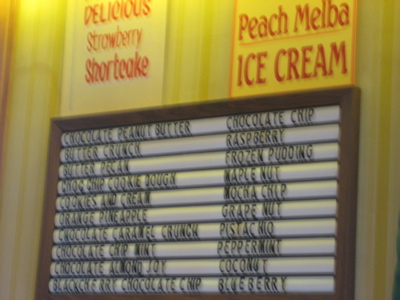 DELICIOUS
Strawberry
Shortcake
Peach Melba
ICE CREAM
CHOCOLATE PEANUT BUTTER CHOCOLATE CHIP
BUTTER CRUNCH RASPBERRY
BUTTER PECAN FROZEN PUDDING
CHOC CHIP COOKIE DOUGH MAPLE NUT
COOKIES AND CREAM MOCHA CHIP
ORANGE PINEAPPLE GRAPE NUT
CHOCOLATE CARAMEL CRUNCH PISTACHIO
CHOCOLATE CHIP MINT PEPPERMINT
CHOCOLATE ALMOND JOY COCONUT
CHOCOLATE CHIP BLUEBERRY